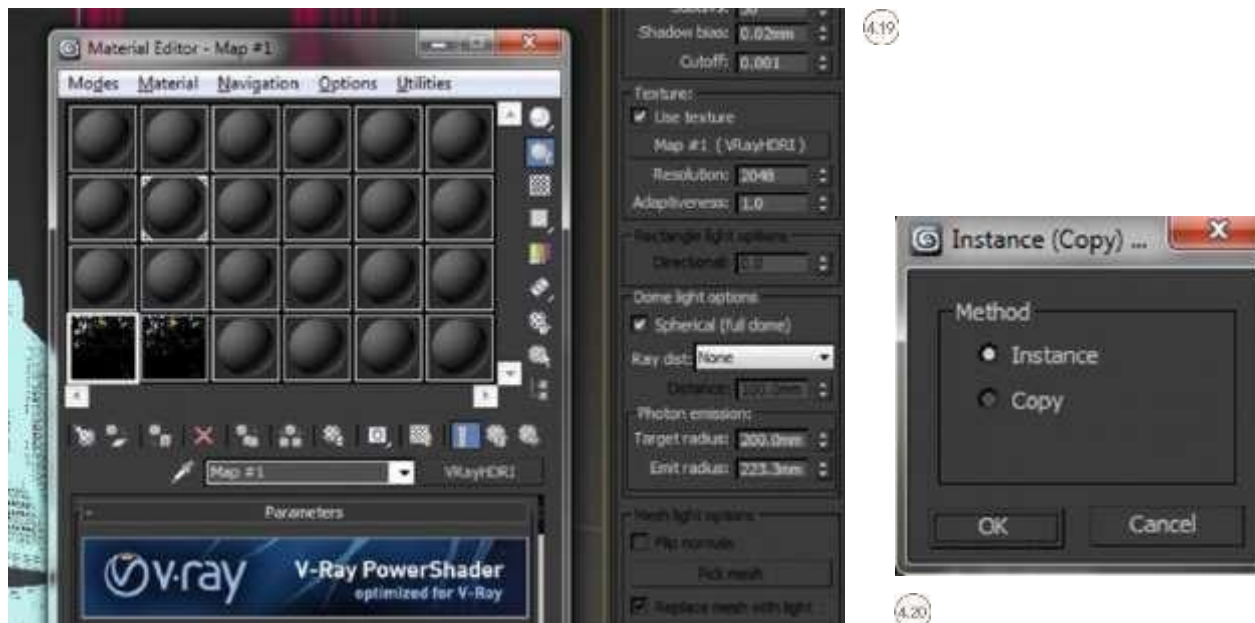 Material Editor - Map #1
Modes Material Navigation Options Utilities
Map #1 VRayHDRI
Parameters
v·ray V-Ray PowerShader
optimized for V-Ray
Shadow bias: 0.02mm
Cutoff: 0.001
Texture:
Use texture
Map #1 (VRayHDRI)
Resolution: 2048
Adaptiveness: 1.0
Rectangle light options
Directional: 0.0
Dome light options
Spherical (full dome)
Ray dist: None
Distance: 100.0mm
Photon emission:
Target radius: 200.0mm
Emit radius: 223.3mm
Mesh light options
Flip normals
Pick mesh
Replace mesh with light
4.19
Instance (Copy) ...
Method
Instance
Copy
OK Cancel
4.20